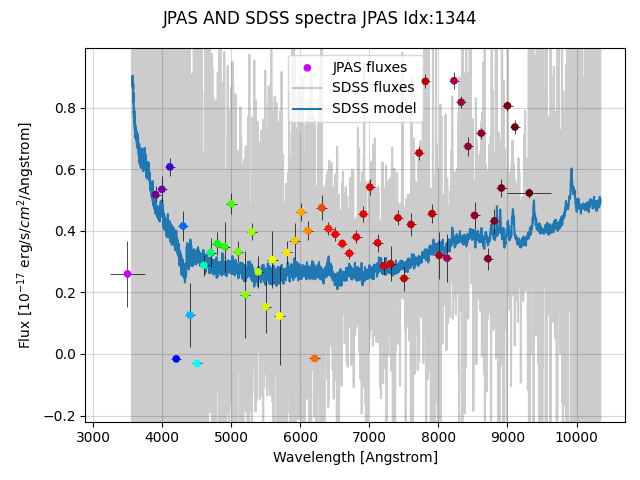 JPAS AND SDSS spectra JPAS Idx:1344
JPAS fluxes
SDSS fluxes
SDSS model
Flux [10^{-17} erg/s/cm^2/Angstrom]
0.8
0.6
0.4
0.2
0.0
−0.2
3000 4000 5000 6000 7000 8000 9000 10000
Wavelength [Angstrom]